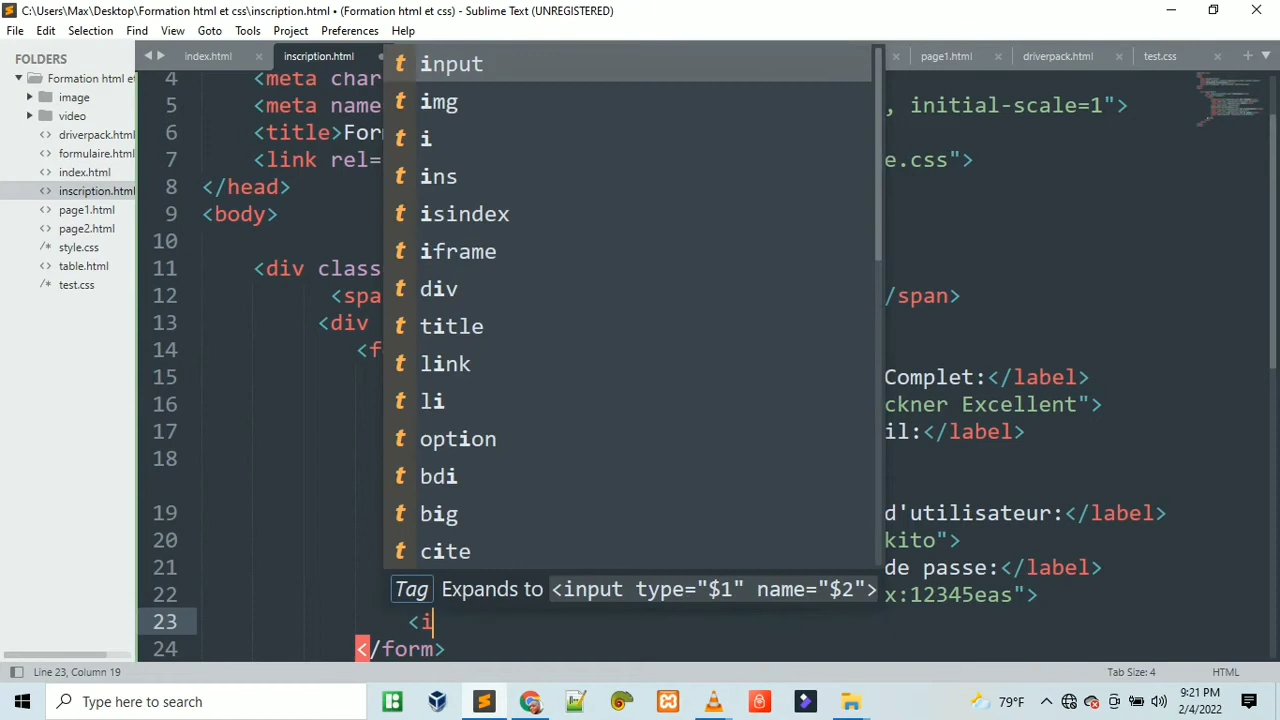 C:\Users\Max\Desktop\Formation html et css\inscription.html • (Formation html et css) - Sublime Text (UNREGISTERED)
File Edit Selection Find View Goto Tools Project Preferences Help
FOLDERS
Formation html et
image
video
driverpack.html
formulaire.html
index.html
inscription.html
page1.html
page2.html
style.css
table.html
test.css
index.html inscription.html page1.html driverpack.html test.css
4 <meta char
5 <meta name , initial-scale=1">
6 <title>For
7 <link rel= e.css">
8 </head>
9 <body>
10
11 <div class
12 <spa /span>
13 <div
14 <f
15 Complet:</label>
16 ckner Excellent">
17 il:</label>
18
19 d'utilisateur:</label>
20 kito">
21 de passe:</label>
22 x:12345eas">
23 <i
24 </form>
t input
t img
t i
t ins
t isindex
t iframe
t div
t title
t link
t li
t option
t bdi
t big
t cite
Tag Expands to <input type="$1" name="$2">
Line 23, Column 19 Tab Size: 4 HTML
Type here to search
79°F
9:21 PM
2/4/2022